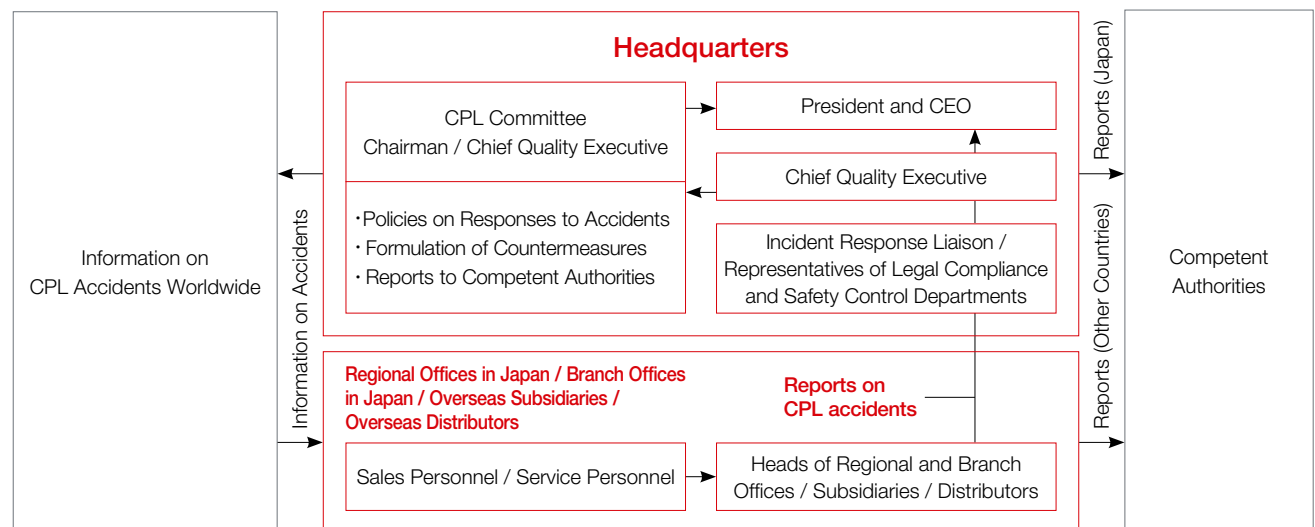 Headquarters
CPL Committee
Chairman / Chief Quality Executive
・Policies on Responses to Accidents
・Formulation of Countermeasures
・Reports to Competent Authorities
President and CEO
Chief Quality Executive
Incident Response Liaison /
Representatives of Legal Compliance
and Safety Control Departments
Information on
CPL Accidents Worldwide
Information on Accidents
Regional Offices in Japan / Branch Offices
in Japan / Overseas Subsidiaries /
Overseas Distributors
Reports on
CPL accidents
Sales Personnel / Service Personnel
Heads of Regional and Branch
Offices / Subsidiaries / Distributors
Reports (Japan)
Reports (Other Countries)
Competent
Authorities